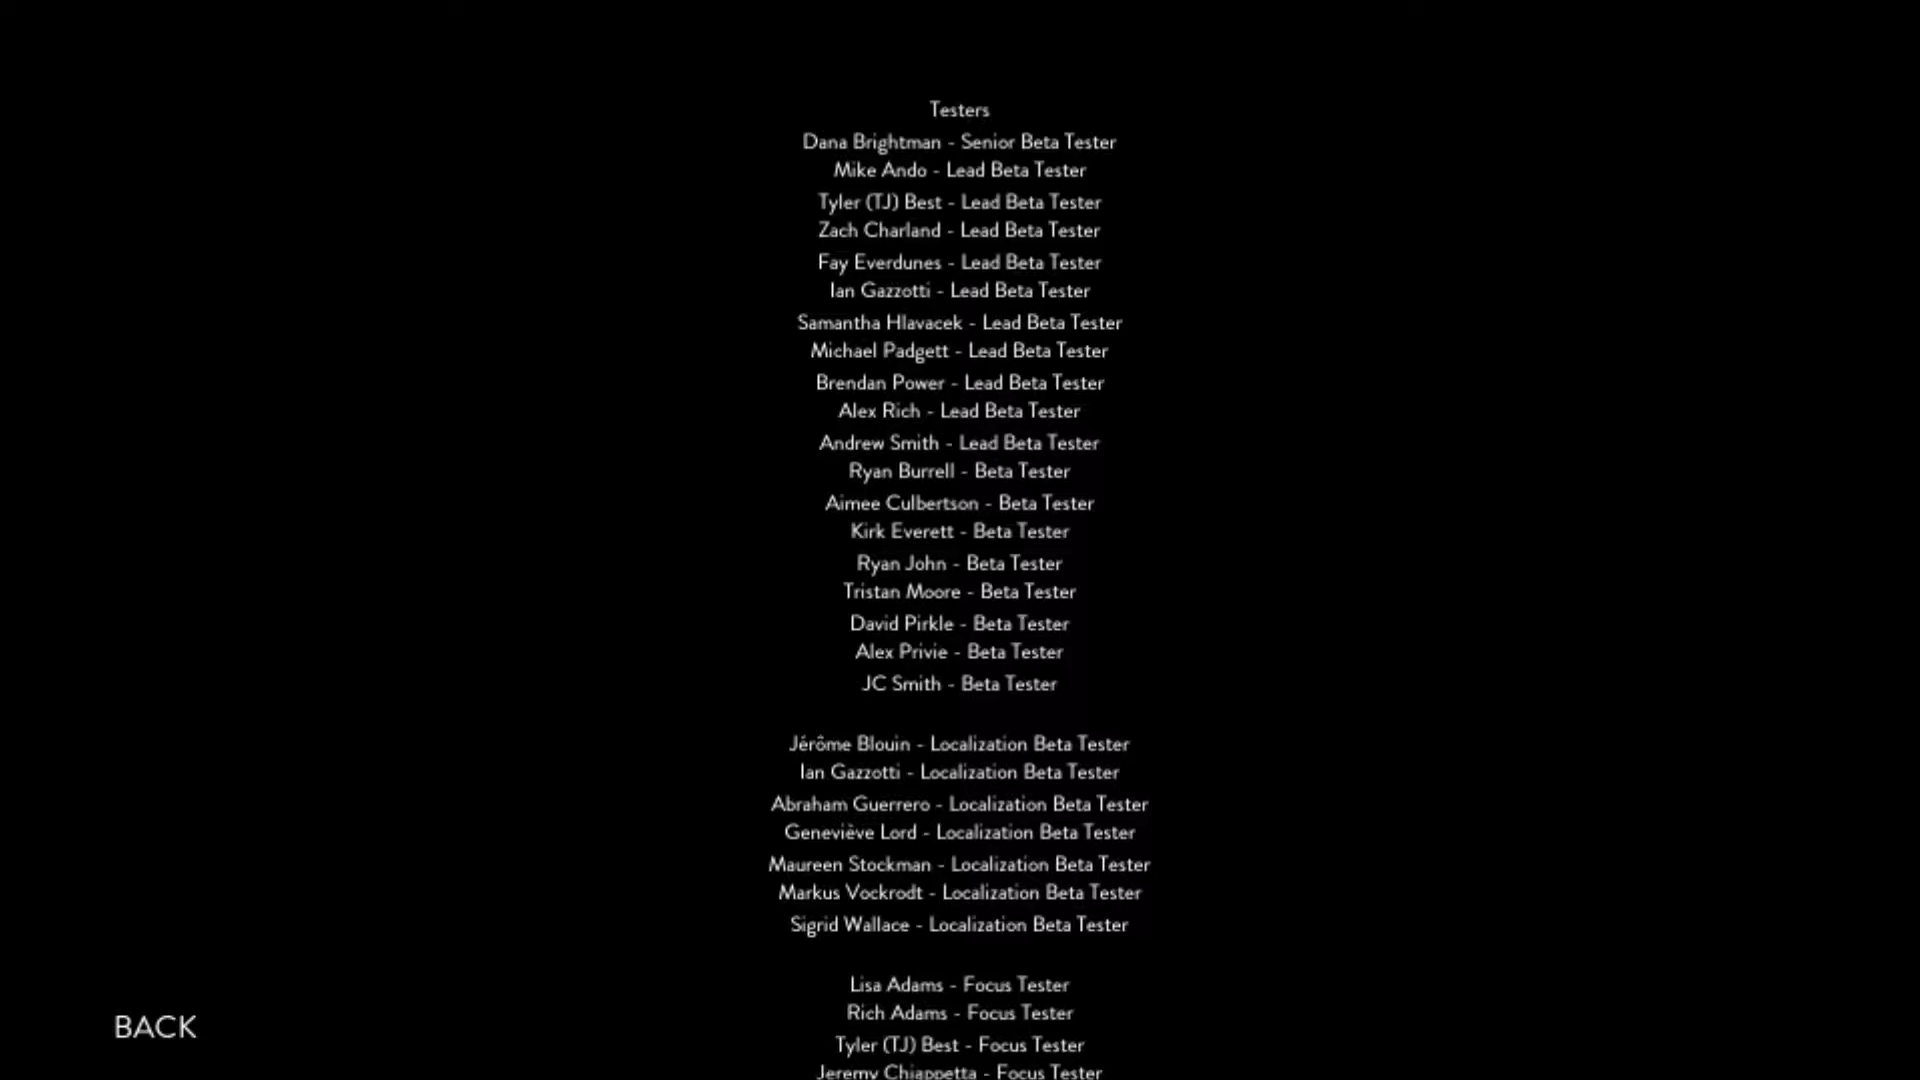 Testers
Dana Brightman - Senior Beta Tester
Mike Ando - Lead Beta Tester
Tyler (TJ) Best - Lead Beta Tester
Zach Charland - Lead Beta Tester
Fay Everdunes - Lead Beta Tester
Ian Gazzotti - Lead Beta Tester
Samantha Hlavacek - Lead Beta Tester
Michael Padgett - Lead Beta Tester
Brendan Power - Lead Beta Tester
Alex Rich - Lead Beta Tester
Andrew Smith - Lead Beta Tester
Ryan Burrell - Beta Tester
Aimee Culbertson - Beta Tester
Kirk Everett - Beta Tester
Ryan John - Beta Tester
Tristan Moore - Beta Tester
David Pirkle - Beta Tester
Alex Privie - Beta Tester
JC Smith - Beta Tester
Jérôme Blouin - Localization Beta Tester
Ian Gazzotti - Localization Beta Tester
Abraham Guerrero - Localization Beta Tester
Geneviève Lord - Localization Beta Tester
Maureen Stockman - Localization Beta Tester
Markus Vockrodt - Localization Beta Tester
Sigrid Wallace - Localization Beta Tester
Lisa Adams - Focus Tester
Rich Adams - Focus Tester
Tyler (TJ) Best - Focus Tester
Jeremy Chiappetta - Focus Tester
BACK